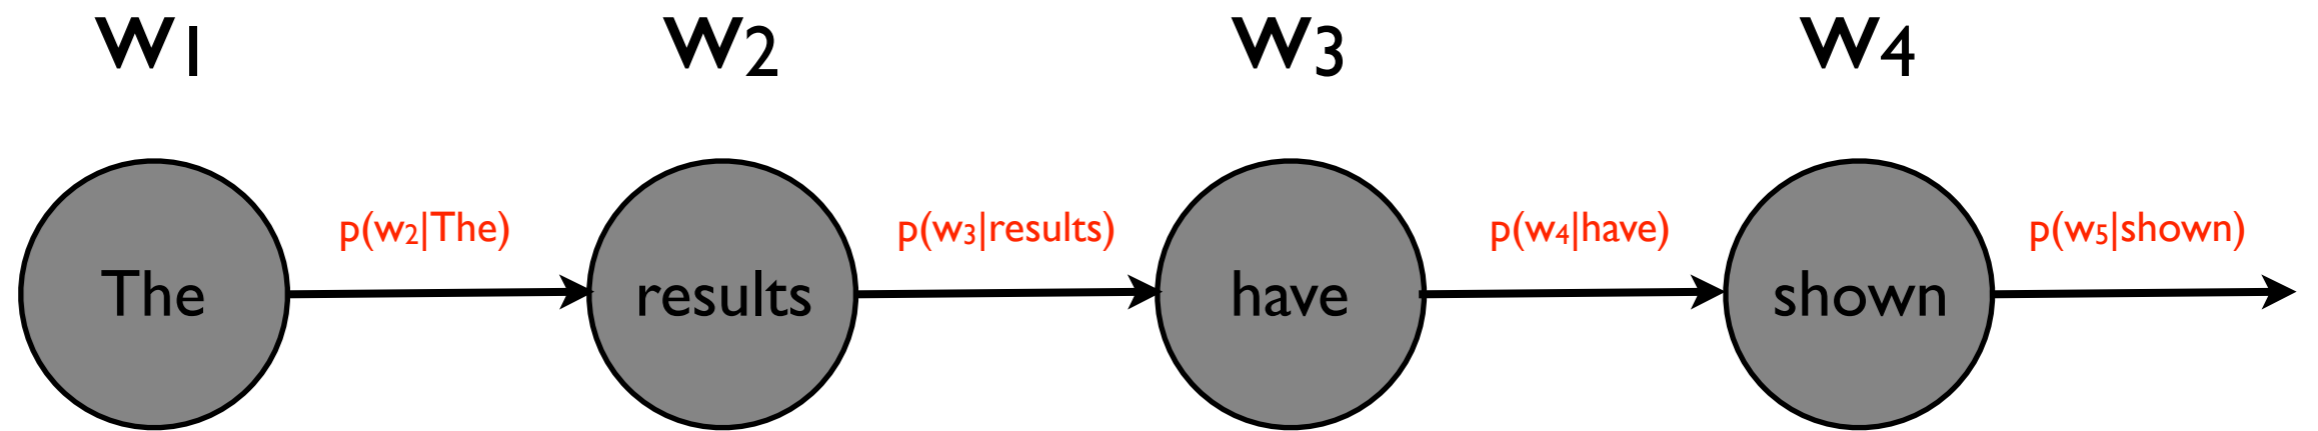 w₁ w₂ w₃ w₄
p(w₂|The) p(w₃|results) p(w₄|have) p(w₅|shown)
The results have shown